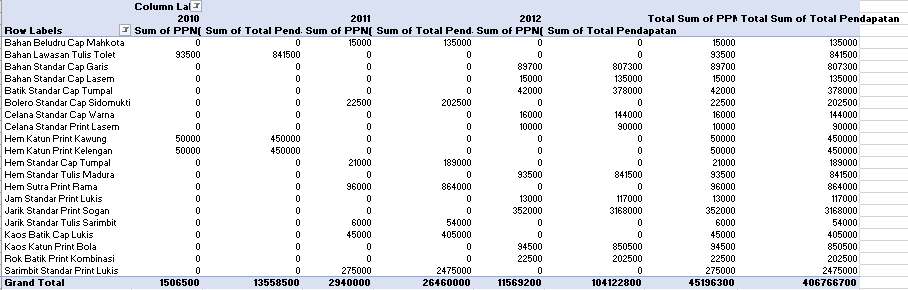 Column Lal
2010 2011 2012 Total Sum of PPN Total Sum of Total Pendapatan
Row Labels Sum of PPN( Sum of Total Pend. Sum of PPN( Sum of Total Pend. Sum of PPN( Sum of Total Pendapatan
Bahan Beludru Cap Mahkota 0 0 15000 135000 0 0 15000 135000
Bahan Lawasan Tulis Tolet 93500 841500 0 0 0 0 93500 841500
Bahan Standar Cap Garis 0 0 0 0 89700 807300 89700 807300
Bahan Standar Cap Lasem 0 0 0 0 15000 135000 15000 135000
Batik Standar Cap Tumpal 0 0 0 0 42000 378000 42000 378000
Bolero Standar Cap Sidomukti 0 0 22500 202500 0 0 22500 202500
Celana Standar Cap Warna 0 0 0 0 16000 144000 16000 144000
Celana Standar Print Lasem 0 0 0 0 10000 90000 10000 90000
Hem Katun Print Kawung 50000 450000 0 0 0 0 50000 450000
Hem Katun Print Kelengan 50000 450000 0 0 0 0 50000 450000
Hem Standar Cap Tumpal 0 0 21000 189000 0 0 21000 189000
Hem Standar Tulis Madura 0 0 0 0 93500 841500 93500 841500
Hem Sutra Print Rama 0 0 96000 864000 0 0 96000 864000
Jam Standar Print Lukis 0 0 0 0 13000 117000 13000 117000
Jarik Standar Print Sogan 0 0 0 0 352000 3168000 352000 3168000
Jarik Standar Tulis Sarimbit 0 0 6000 54000 0 0 6000 54000
Kaos Batik Cap Lukis 0 0 45000 405000 0 0 45000 405000
Kaos Katun Print Bola 0 0 0 0 94500 850500 94500 850500
Rok Batik Print Kombinasi 0 0 0 0 22500 202500 22500 202500
Sarimbit Standar Print Lukis 0 0 275000 2475000 0 0 275000 2475000
Grand Total 1506500 13558500 2940000 26460000 11569200 104122800 45196300 406766700